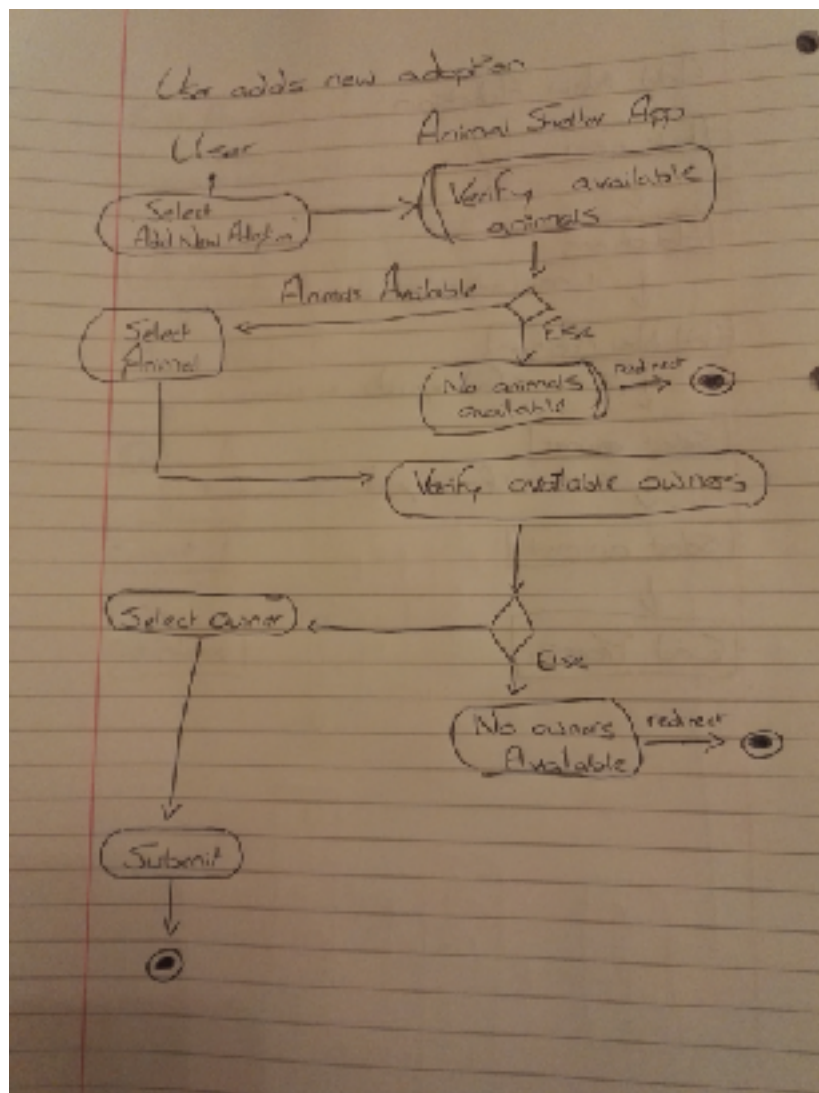 User adds new adoption
User
Animal Shelter App
Select
Add New Adoption
Verify available
animals
Animals Available
Select
Animal
Else
No animals
available
redirect
Verify available owners
Select owner
Else
No owners
Available
redirect
Submit